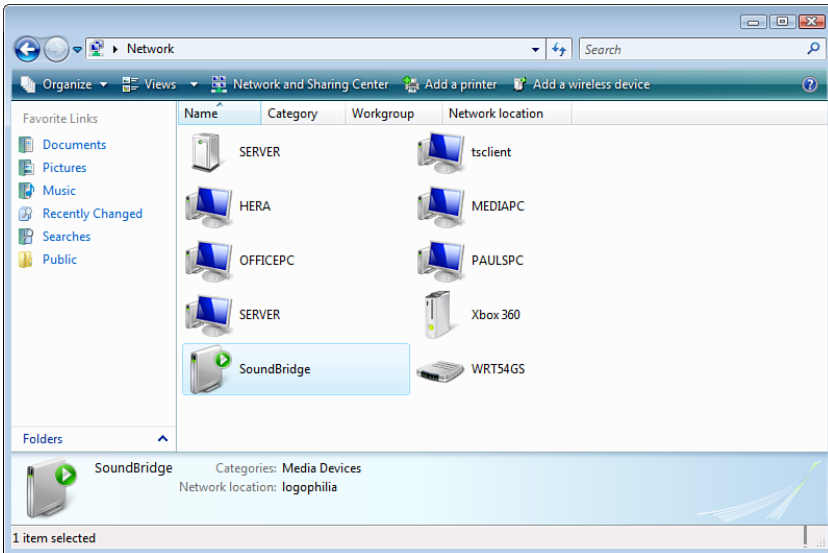 Network
Search
Organize Views Network and Sharing Center Add a printer Add a wireless device
Favorite Links
Documents
Pictures
Music
Recently Changed
Searches
Public
Folders
Name Category Workgroup Network location
SERVER tsclient
HERA MEDIAPC
OFFICEPC PAULSPC
SERVER Xbox 360
SoundBridge WRT54GS
SoundBridge Categories: Media Devices
Network location: logophilia
1 item selected